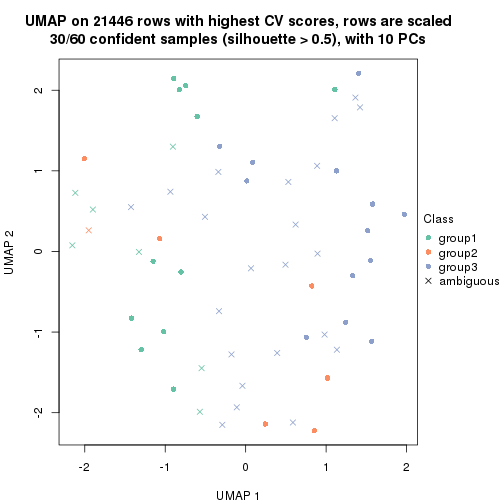 UMAP on 21446 rows with highest CV scores, rows are scaled
30/60 confident samples (silhouette > 0.5), with 10 PCs
UMAP 2
2
1
0
-1
-2
-2
-1
0
1
2
UMAP 1
Class
group1
group2
group3
ambiguous